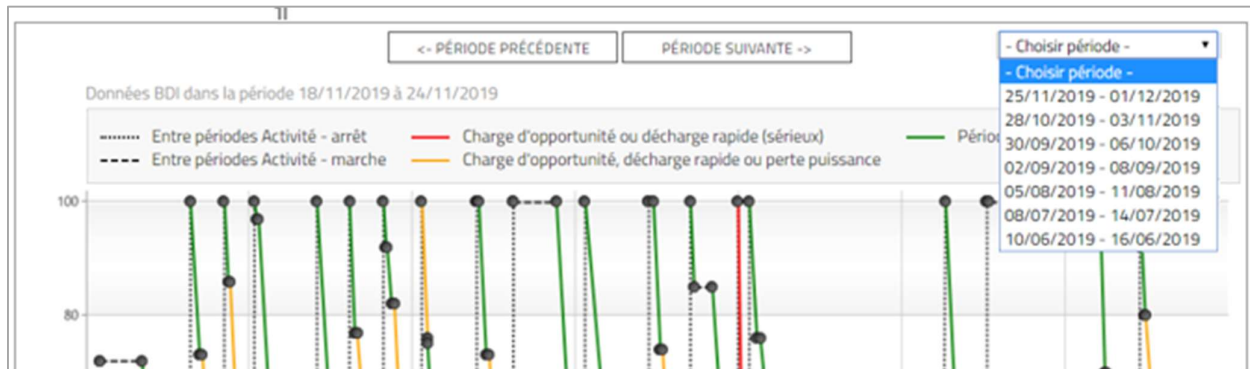 <- PÉRIODE PRÉCÉDENTE
PÉRIODE SUIVANTE ->
- Choisir période -
- Choisir période -
25/11/2019 - 01/12/2019
28/10/2019 - 03/11/2019
30/09/2019 - 06/10/2019
02/09/2019 - 08/09/2019
05/08/2019 - 11/08/2019
08/07/2019 - 14/07/2019
10/06/2019 - 16/06/2019
Données BDI dans la période 18/11/2019 à 24/11/2019
Entre périodes Activité - arrêt
Charge d'opportunité ou décharge rapide (sérieux)
Entre périodes Activité - marche
Charge d'opportunité, décharge rapide ou perte puissance
100
80